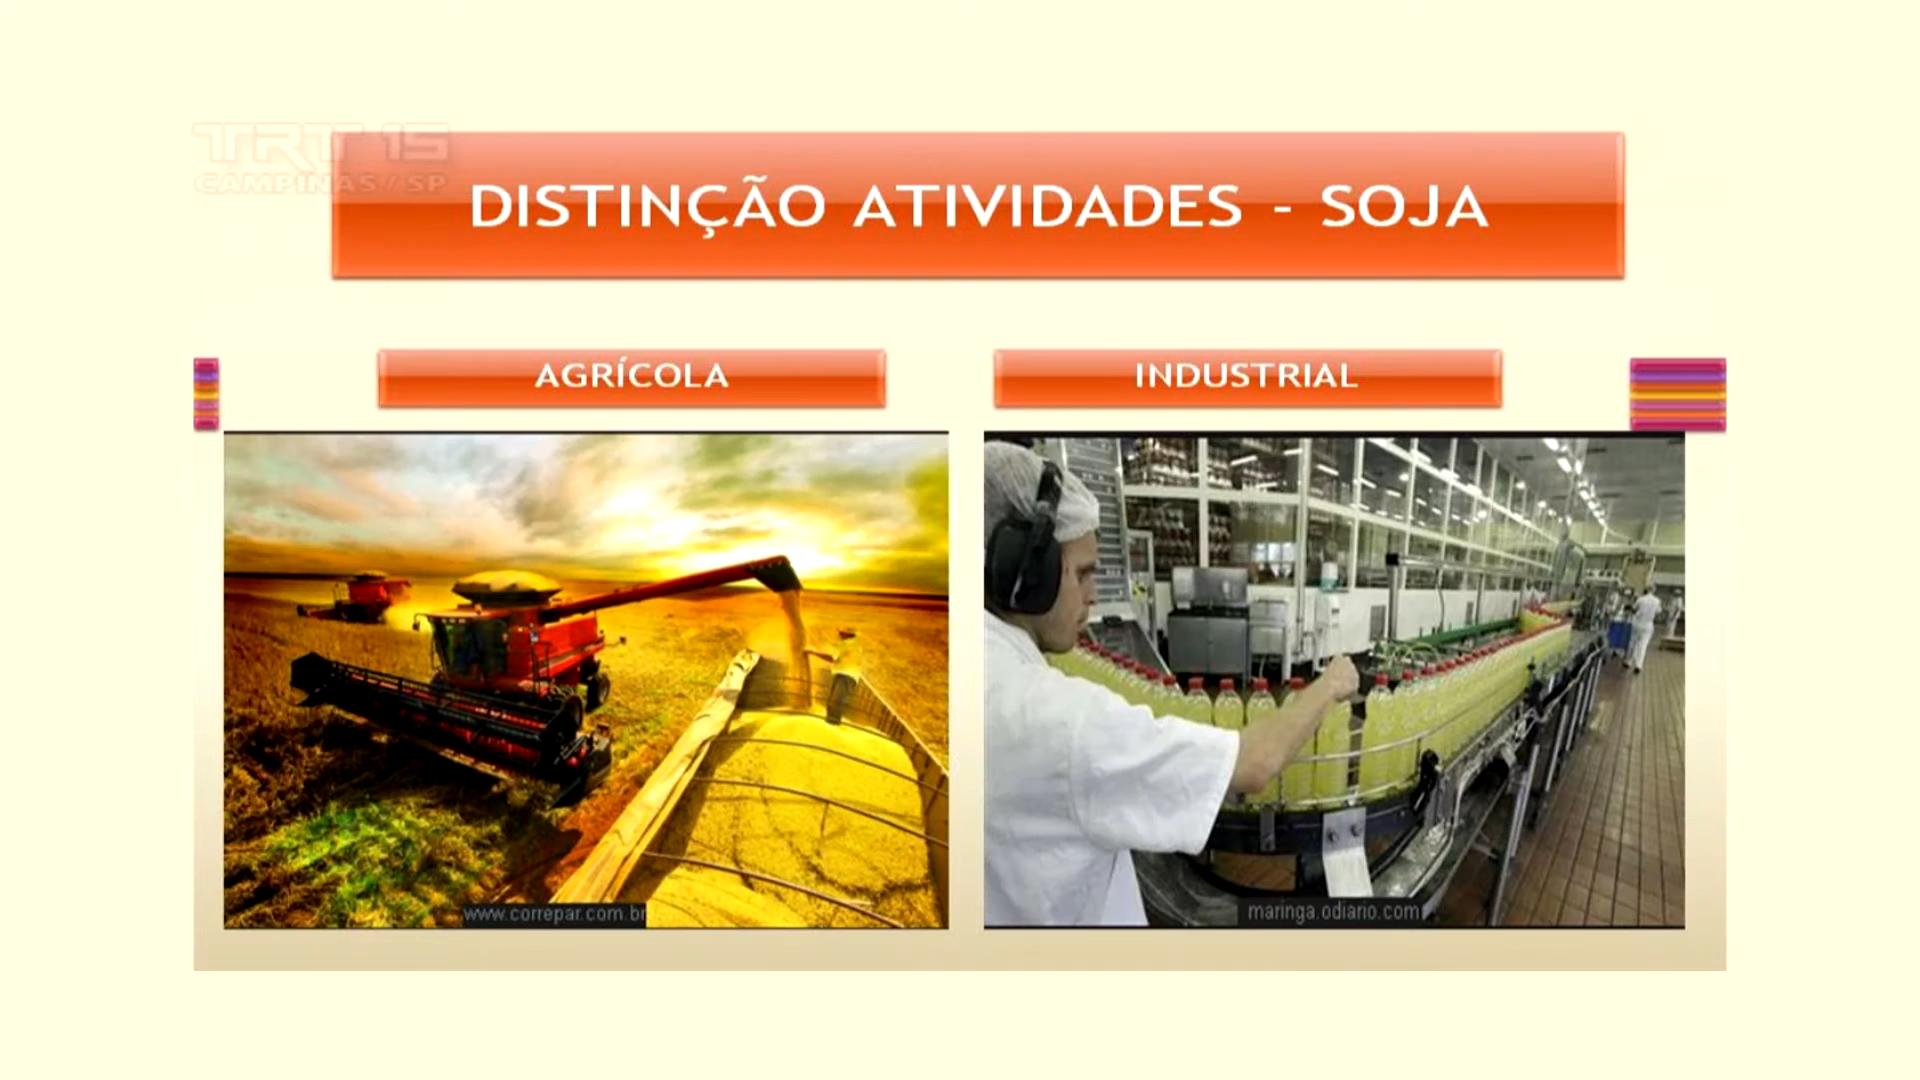 TRT 15
CAMPINAS / SP
DISTINÇÃO ATIVIDADES - SOJA
AGRÍCOLA
INDUSTRIAL
www.correpar.com.br
maringa.odiario.com